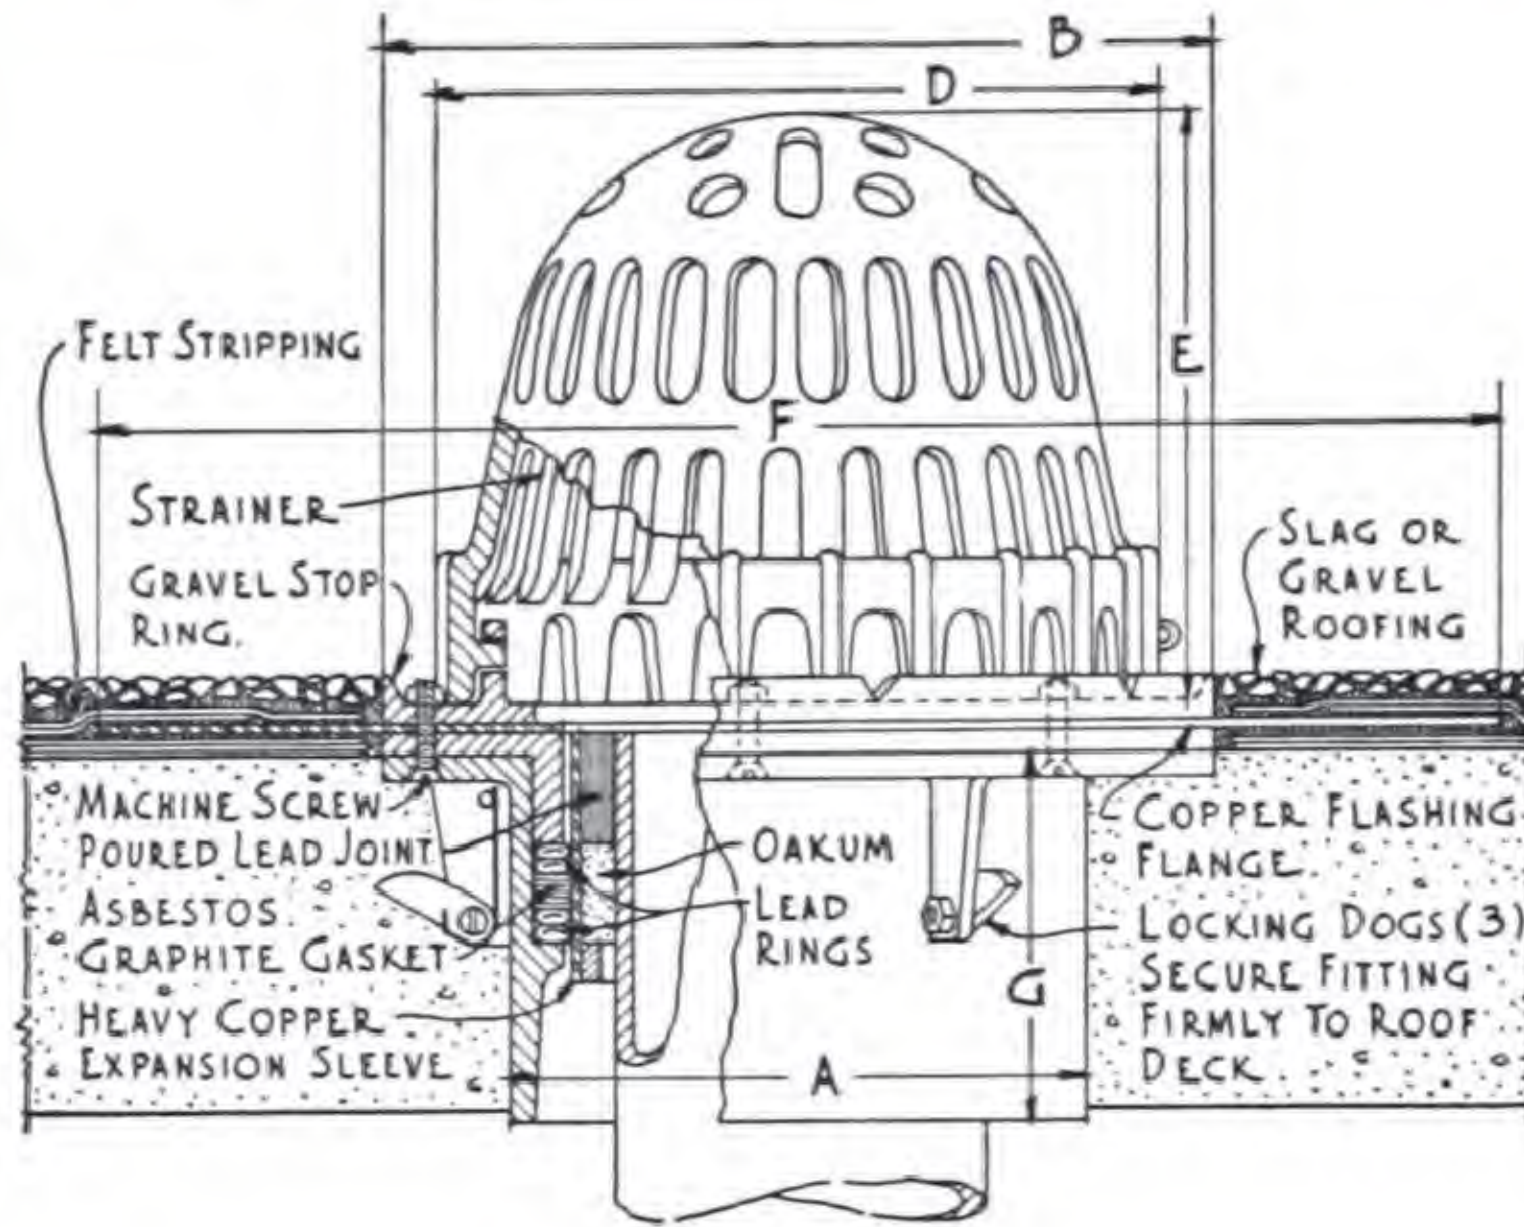 B
D
FELT STRIPPING
E
F
STRAINER
GRAVEL STOP
RING.
SLAG OR
GRAVEL
ROOFING
MACHINE SCREW
POURED LEAD JOINT
ASBESTOS
GRAPHITE GASKET
HEAVY COPPER
EXPANSION SLEEVE
OAKUM
LEAD
RINGS
G
A
COPPER FLASHING
FLANGE.
LOCKING DOGS (3)
SECURE FITTING
FIRMLY TO ROOF
DECK.